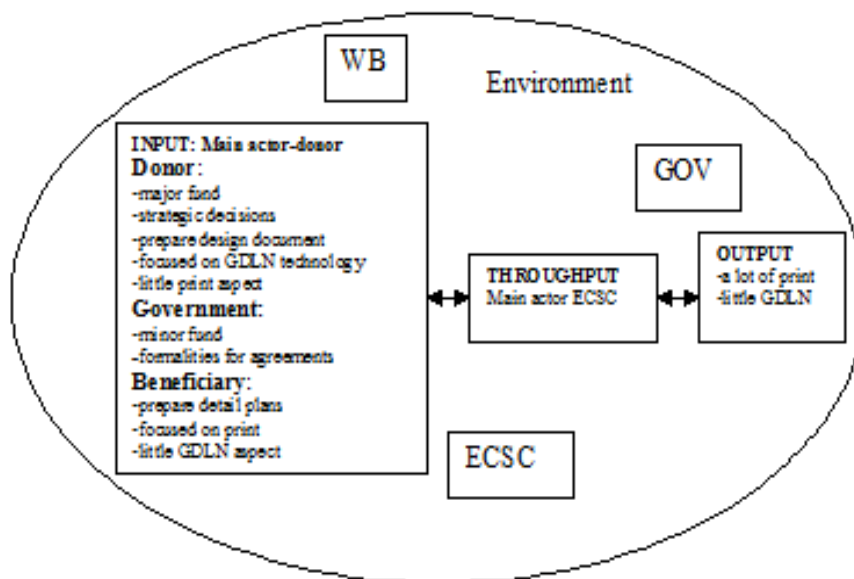 WB
Environment
INPUT: Main actor-donor
Donor:
-major fund
-strategic decisions
-prepare design document
-focused on GDLN technology
-little print aspect
Government:
-minor fund
-formalities for agreements
Beneficiary:
-prepare detail plans
-focused on print
-little GDLN aspect
GOV
THROUGHPUT
Main actor ECSC
OUTPUT
-a lot of print
-little GDLN
ECSC